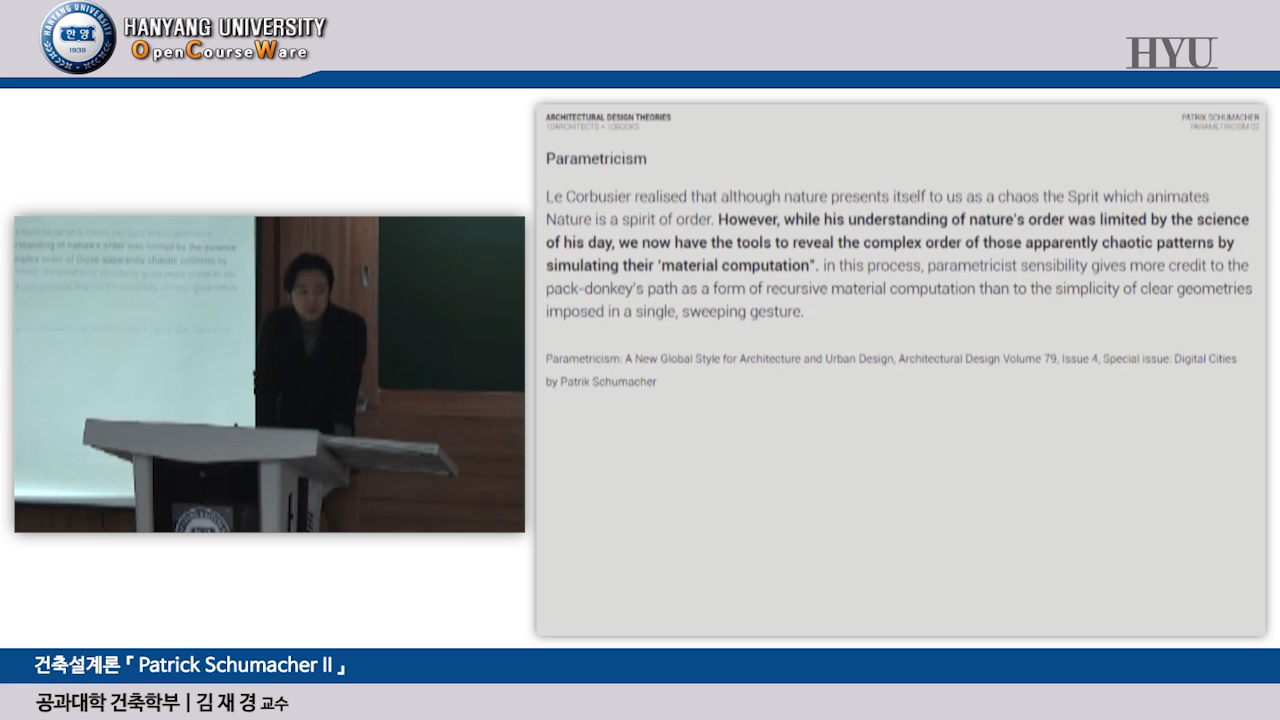 HANYANG UNIVERSITY
OpenCourseWare
한양
1939
HYU
ARCHITECTURAL DESIGN THEORIES
10ARCHITECTS + 10BOOKS
PATRIK SCHUMACHER
PARAMETRICISM 02
Parametricism
Le Corbusier realised that although nature presents itself to us as a chaos the Sprit which animates
Nature is a spirit of order. However, while his understanding of nature's order was limited by the science
of his day, we now have the tools to reveal the complex order of those apparently chaotic patterns by
simulating their 'material computation". in this process, parametricist sensibility gives more credit to the
pack-donkey's path as a form of recursive material computation than to the simplicity of clear geometries
imposed in a single, sweeping gesture.
Parametricism: A New Global Style for Architecture and Urban Design, Architectural Design Volume 79, Issue 4, Special issue: Digital Cities
by Patrik Schumacher
건축설계론 「 Patrick Schumacher II 」
공과대학 건축학부 | 김 재 경 교수